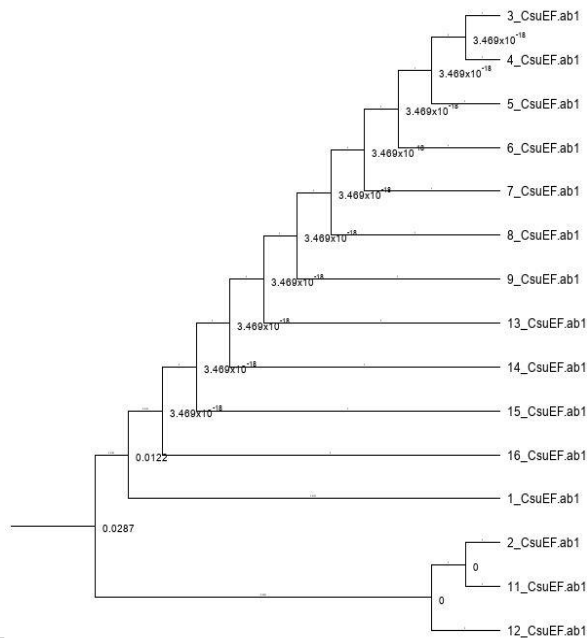 3_CsuEF.ab1
3.469x10⁻¹⁸
4_CsuEF.ab1
3.469x10⁻¹⁸
5_CsuEF.ab1
3.469x10⁻¹⁸
6_CsuEF.ab1
3.469x10⁻¹⁸
7_CsuEF.ab1
3.469x10⁻¹⁸
8_CsuEF.ab1
3.469x10⁻¹⁸
9_CsuEF.ab1
3.469x10⁻¹⁸
13_CsuEF.ab1
3.469x10⁻¹⁸
14_CsuEF.ab1
3.469x10⁻¹⁸
15_CsuEF.ab1
3.469x10⁻¹⁸
16_CsuEF.ab1
0.0122
1_CsuEF.ab1
0.0287
2_CsuEF.ab1
0
11_CsuEF.ab1
0
12_CsuEF.ab1